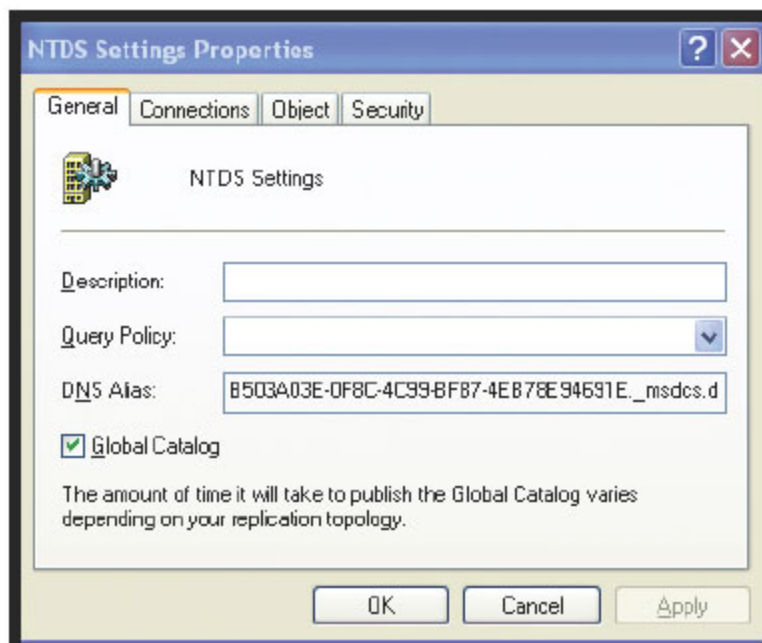 NTDS Settings Properties
General Connections Object Security
NTDS Settings
Description:
Query Policy:
DNS Alias: B503A03E-0F8C-4C99-BFB7-4EB78E94691E._msdcs.d
Global Catalog
The amount of time it will take to publish the Global Catalog varies
depending on your replication topology.
OK Cancel Apply